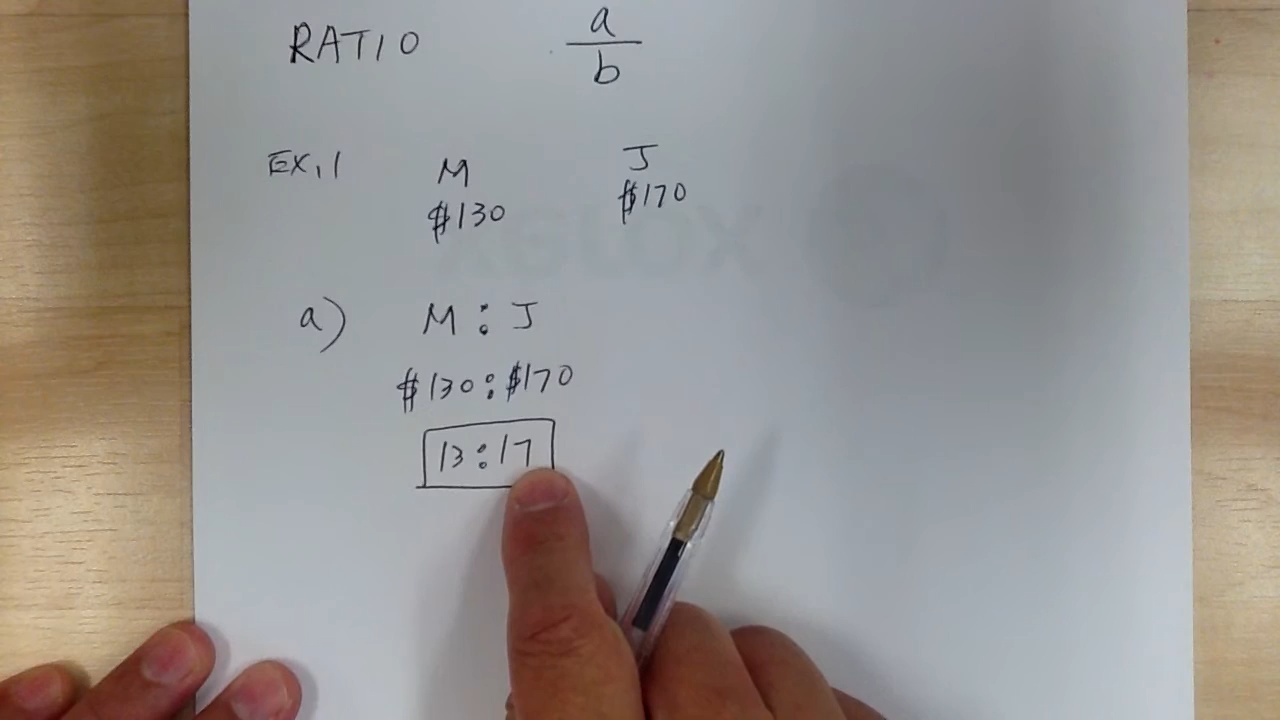 RATIO a/b
EX, 1 M J
$130 $170
a) M : J
$130 : $170
13 : 17